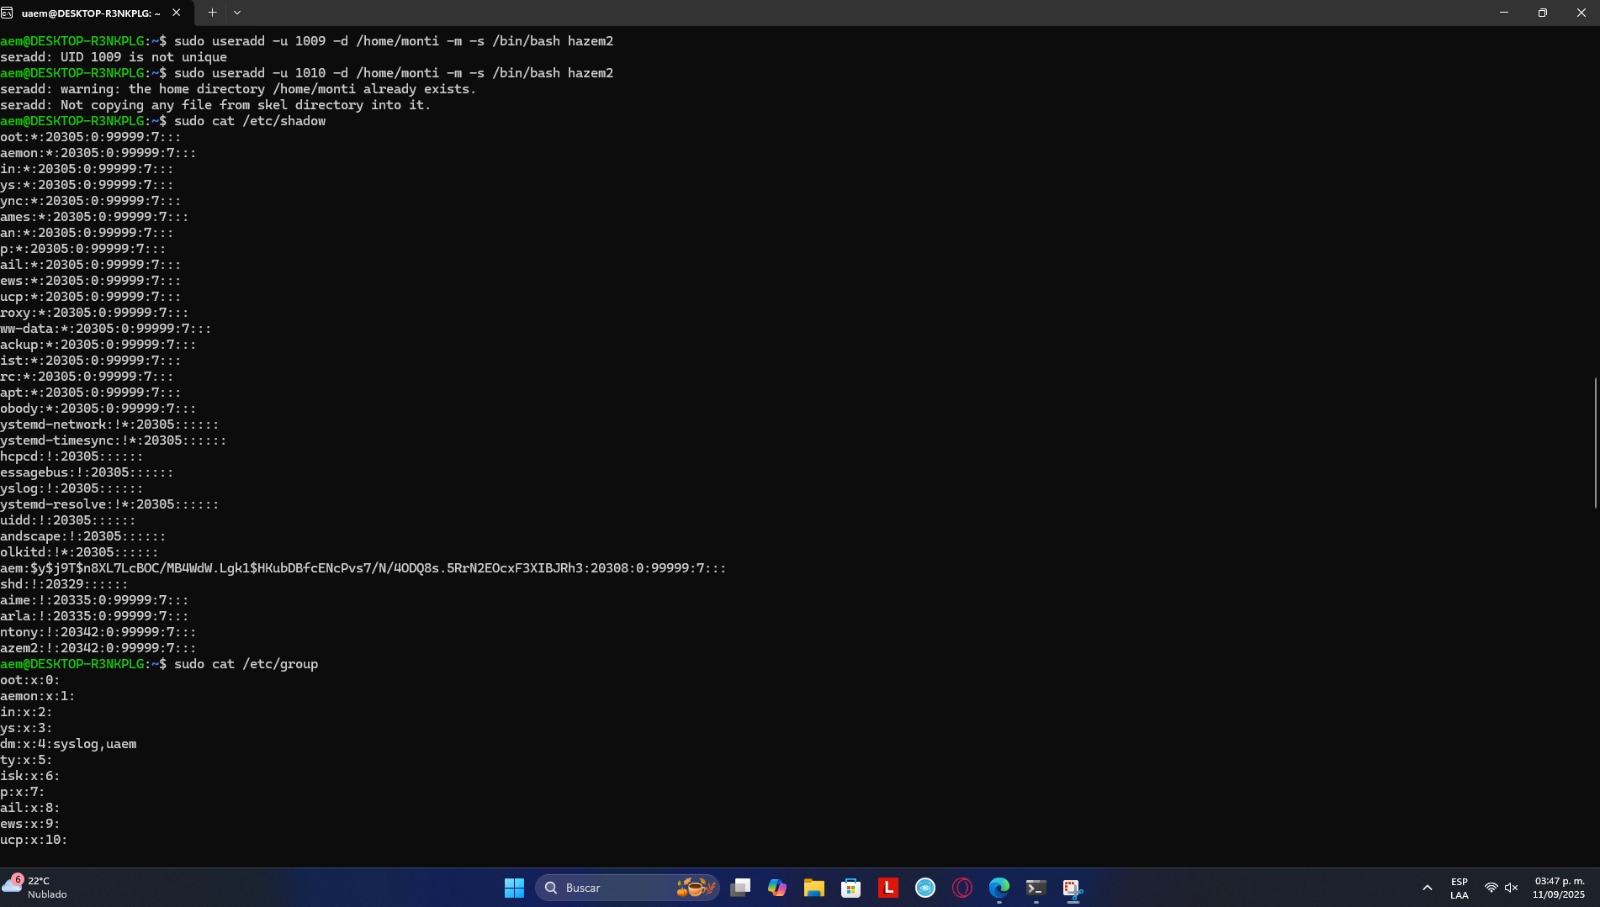 uaem@DESKTOP-R3NKPLG: ~
aem@DESKTOP-R3NKPLG:~$ sudo useradd -u 1009 -d /home/monti -m -s /bin/bash hazem2
seradd: UID 1009 is not unique
aem@DESKTOP-R3NKPLG:~$ sudo useradd -u 1010 -d /home/monti -m -s /bin/bash hazem2
seradd: warning: the home directory /home/monti already exists.
seradd: Not copying any file from skel directory into it.
aem@DESKTOP-R3NKPLG:~$ sudo cat /etc/shadow
oot:*:20305:0:99999:7:::
aemon:*:20305:0:99999:7:::
in:*:20305:0:99999:7:::
ys:*:20305:0:99999:7:::
ync:*:20305:0:99999:7:::
ames:*:20305:0:99999:7:::
an:*:20305:0:99999:7:::
p:*:20305:0:99999:7:::
ail:*:20305:0:99999:7:::
ews:*:20305:0:99999:7:::
ucp:*:20305:0:99999:7:::
roxy:*:20305:0:99999:7:::
ww-data:*:20305:0:99999:7:::
ackup:*:20305:0:99999:7:::
ist:*:20305:0:99999:7:::
rc:*:20305:0:99999:7:::
apt:*:20305:0:99999:7:::
obody:*:20305:0:99999:7:::
ystemd-network:!*:20305::::::
ystemd-timesync:!*:20305::::::
hcpcd:!:20305::::::
essagebus:!:20305::::::
yslog:!:20305::::::
ystemd-resolve:!*:20305::::::
uidd:!:20305::::::
andscape:!:20305::::::
olkitd:!*:20305::::::
aem:$y$j9T$n8XL7LcBOC/MB4WdW.Lgk1$HKubDBfcENcPvs7/N/4ODQ8s.5RrN2EOcxF3XIBJRh3:20308:0:99999:7:::
shd:!:20329::::::
aime:!:20335:0:99999:7:::
arla:!:20335:0:99999:7:::
ntony:!:20342:0:99999:7:::
azem2:!:20342:0:99999:7:::
aem@DESKTOP-R3NKPLG:~$ sudo cat /etc/group
oot:x:0:
aemon:x:1:
in:x:2:
ys:x:3:
dm:x:4:syslog,uaem
ty:x:5:
isk:x:6:
p:x:7:
ail:x:8:
ews:x:9:
ucp:x:10:
6
22°C
Nublado
Buscar
L
ESP
LAA
03:47 p. m.
11/09/2025